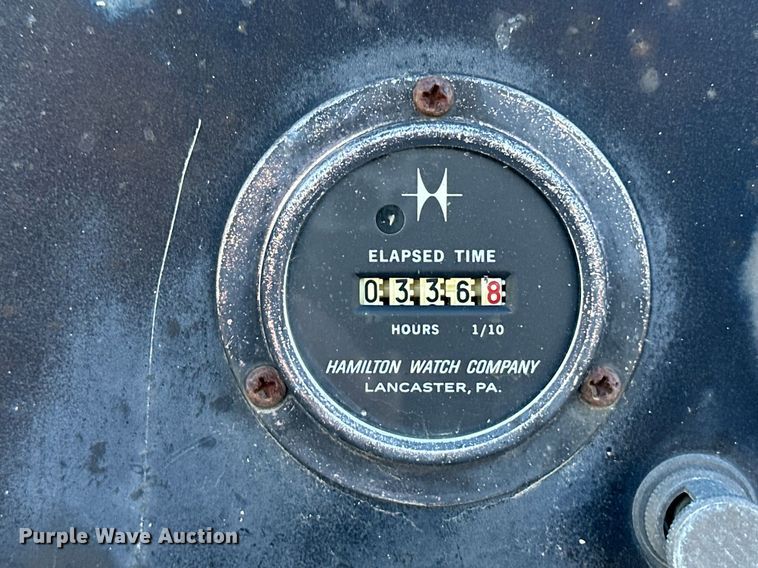 ELAPSED TIME
03368
HOURS 1/10
HAMILTON WATCH COMPANY
LANCASTER, PA.
Purple Wave Auction